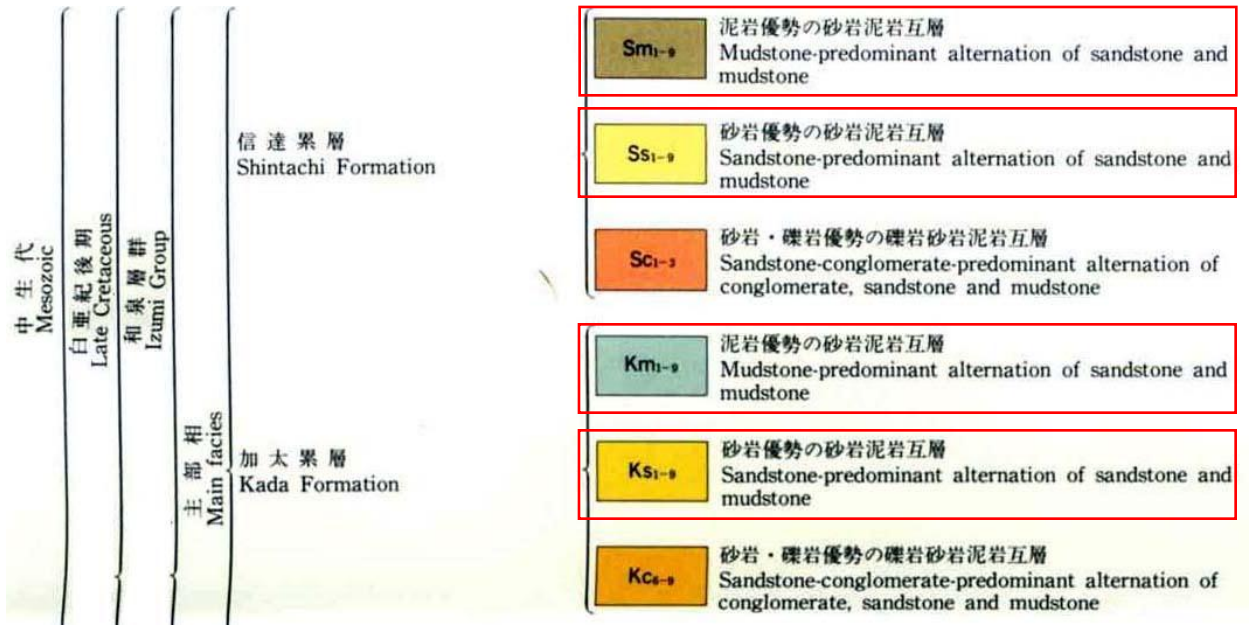 中生代
Mesozoic
白亜紀後期
Late Cretaceous
和泉層群
Izumi Group
主部相
Main facies
信達累層
Shintachi Formation
Sm₁₋₉
泥岩優勢の砂岩泥岩互層
Mudstone-predominant alternation of sandstone and
mudstone
Ss₁₋₉
砂岩優勢の砂岩泥岩互層
Sandstone-predominant alternation of sandstone and
mudstone
Sc₁₋₃
砂岩・礫岩優勢の礫岩砂岩泥岩互層
Sandstone-conglomerate-predominant alternation of
conglomerate, sandstone and mudstone
加太累層
Kada Formation
Km₁₋₉
泥岩優勢の砂岩泥岩互層
Mudstone-predominant alternation of sandstone and
mudstone
Ks₁₋₉
砂岩優勢の砂岩泥岩互層
Sandstone-predominant alternation of sandstone and
mudstone
Kc₆₋₉
砂岩・礫岩優勢の礫岩砂岩泥岩互層
Sandstone-conglomerate-predominant alternation of
conglomerate, sandstone and mudstone